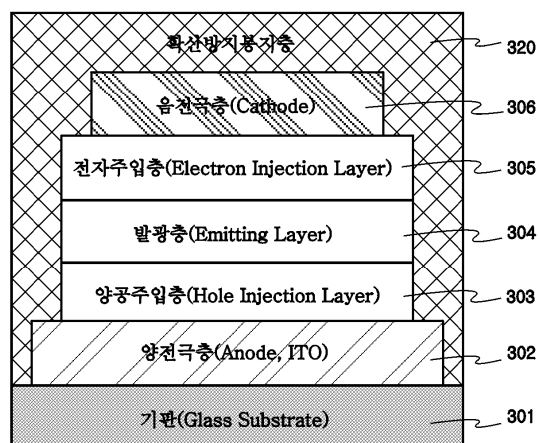 확산방지봉지층 320
음전극층(Cathode) 306
전자주입층(Electron Injection Layer) 305
발광층(Emitting Layer) 304
양공주입층(Hole Injection Layer) 303
양전극층(Anode, ITO) 302
기판(Glass Substrate) 301